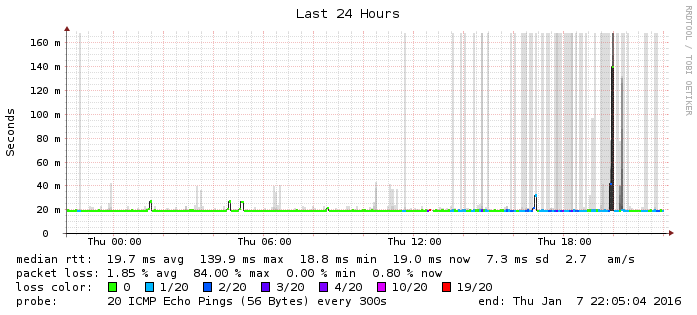 Last 24 Hours
RRDTOOL / TOBI OETIKER
Seconds
160 m
140 m
120 m
100 m
80 m
60 m
40 m
20 m
0
Thu 00:00 Thu 06:00 Thu 12:00 Thu 18:00
median rtt: 19.7 ms avg 139.9 ms max 18.8 ms min 19.0 ms now 7.3 ms sd 2.7 am/s
packet loss: 1.85 % avg 84.00 % max 0.00 % min 0.80 % now
loss color: 0 1/20 2/20 3/20 4/20 10/20 19/20
probe: 20 ICMP Echo Pings (56 Bytes) every 300s end: Thu Jan 7 22:05:04 2016